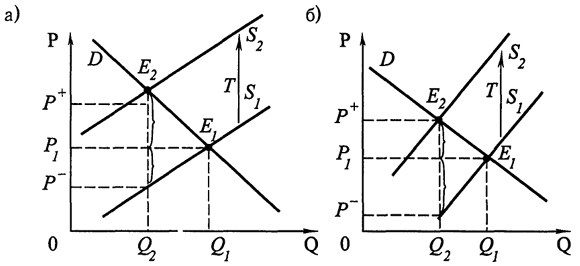 а)
P
D
E₂
S₂
T
S₁
P⁺
E₁
P₁
P⁻
0
Q₂
Q₁
Q
б)
P
D
S₂
E₂
T
S₁
P⁺
E₁
P₁
P⁻
0
Q₂
Q₁
Q